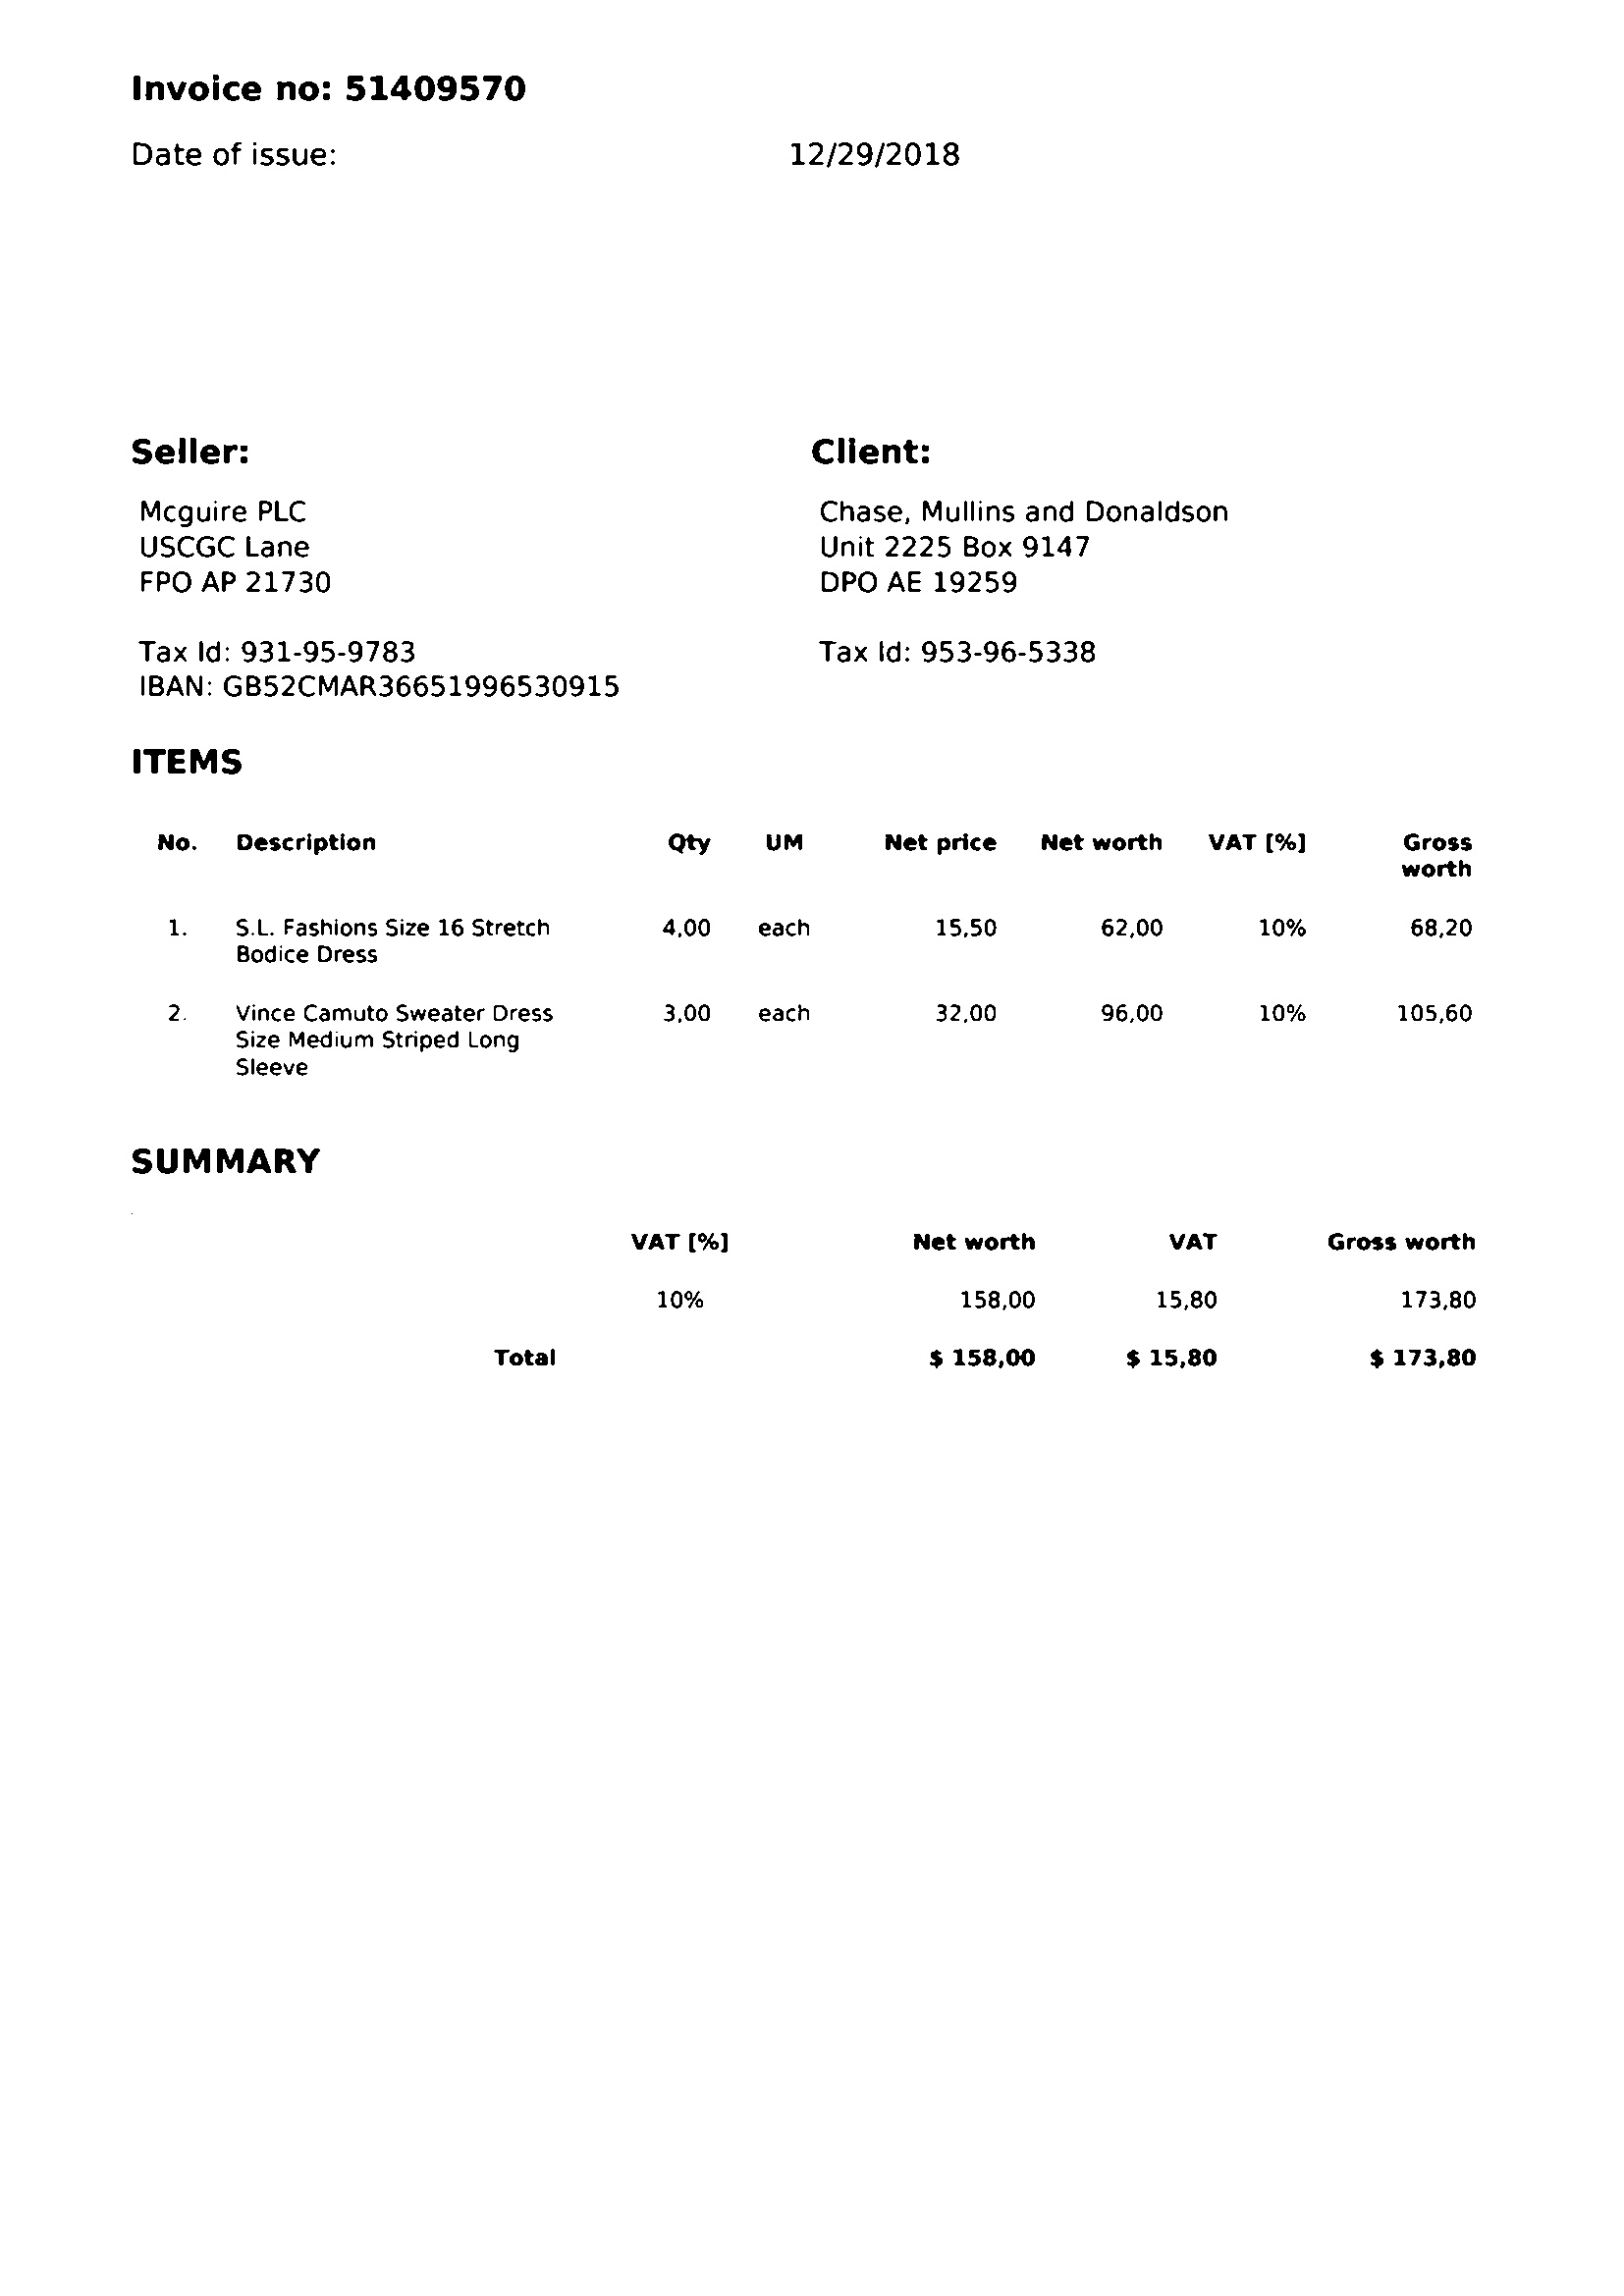 Invoice no: 51409570
Date of issue: 12/29/2018
Seller:
Mcguire PLC
USCGC Lane
FPO AP 21730
Tax Id: 931-95-9783
IBAN: GB52CMAR36651996530915
Client:
Chase, Mullins and Donaldson
Unit 2225 Box 9147
DPO AE 19259
Tax Id: 953-96-5338
ITEMS
No. Description Qty UM Net price Net worth VAT [%] Gross
worth
1. S.L. Fashions Size 16 Stretch 4,00 each 15,50 62,00 10% 68,20
Bodice Dress
2. Vince Camuto Sweater Dress 3,00 each 32,00 96,00 10% 105,60
Size Medium Striped Long
Sleeve
SUMMARY
VAT [%] Net worth VAT Gross worth
10% 158,00 15,80 173,80
Total $ 158,00 $ 15,80 $ 173,80